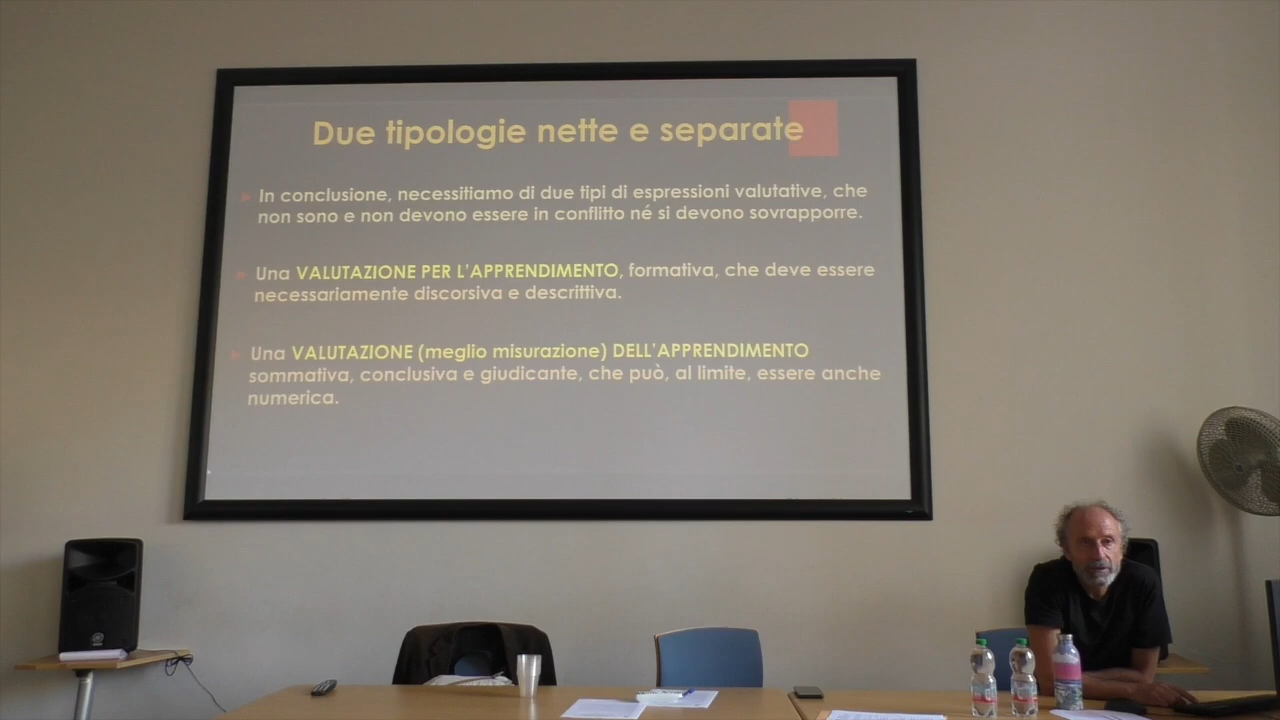 Due tipologie nette e separate
In conclusione, necessitiamo di due tipi di espressioni valutative, che
non sono e non devono essere in conflitto né si devono sovrapporre.
Una VALUTAZIONE PER L'APPRENDIMENTO, formativa, che deve essere
necessariamente discorsiva e descrittiva.
Una VALUTAZIONE (meglio misurazione) DELL'APPRENDIMENTO
sommativa, conclusiva e giudicante, che può, al limite, essere anche
numerica.